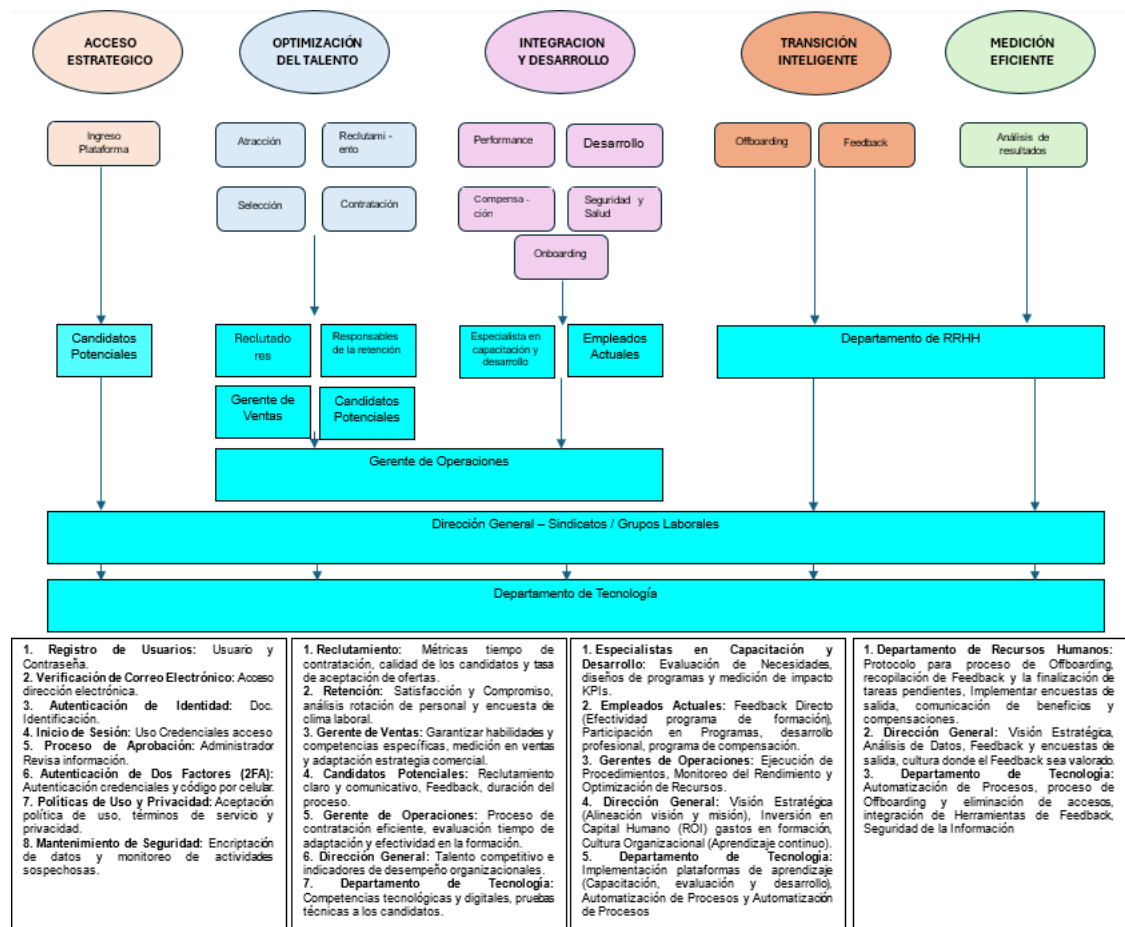 ACCESO
ESTRATEGICO
OPTIMIZACIÓN
DEL TALENTO
INTEGRACION
Y DESARROLLO
TRANSICIÓN
INTELIGENTE
MEDICIÓN
EFICIENTE
Ingreso
Plataforma
Atracción
Reclutami -
ento
Selección
Contratación
Performance
Desarrollo
Compensa -
ción
Seguridad y
Salud
Onboarding
Offboarding
Feedback
Análisis de
resultados
Candidatos
Potenciales
Reclutado
res
Responsables
de la retención
Gerente de
Ventas
Candidatos
Potenciales
Especialista en
capacitación y
desarrollo
Empleados
Actuales
Departamento de RRHH
Gerente de Operaciones
Dirección General – Sindicatos / Grupos Laborales
Departamento de Tecnología
1. Registro de Usuarios: Usuario y
Contraseña.
2. Verificación de Correo Electrónico: Acceso
dirección electrónica.
3. Autenticación de Identidad: Doc.
Identificación.
4. Inicio de Sesión: Uso Credenciales acceso
5. Proceso de Aprobación: Administrador
Revisa información.
6. Autenticación de Dos Factores (2FA):
Autenticación credenciales y código por celular.
7. Políticas de Uso y Privacidad: Aceptación
política de uso, términos de servicio y
privacidad.
8. Mantenimiento de Seguridad: Encriptación
de datos y monitoreo de actividades
sospechosas.
1. Reclutamiento: Métricas tiempo de
contratación, calidad de los candidatos y tasa
de aceptación de ofertas.
2. Retención: Satisfacción y Compromiso,
análisis rotación de personal y encuesta de
clima laboral.
3. Gerente de Ventas: Garantizar habilidades y
competencias específicas, medición en ventas
y adaptación estrategia comercial.
4. Candidatos Potenciales: Reclutamiento
claro y comunicativo, Feedback, duración del
proceso.
5. Gerente de Operaciones: Proceso de
contratación eficiente, evaluación tiempo de
adaptación y efectividad en la formación.
6. Dirección General: Talento competitivo e
indicadores de desempeño organizacionales.
7. Departamento de Tecnología:
Competencias tecnológicas y digitales, pruebas
técnicas a los candidatos.
1. Especialistas en Capacitación y
Desarrollo: Evaluación de Necesidades,
diseños de programas y medición de impacto
KPIs.
2. Empleados Actuales: Feedback Directo
(Efectividad programa de formación),
Participación en Programas, desarrollo
profesional, programa de compensación.
3. Gerentes de Operaciones: Ejecución de
Procedimientos, Monitoreo del Rendimiento y
Optimización de Recursos.
4. Dirección General: Visión Estratégica
(Alineación visión y misión), Inversión en
Capital Humano (ROI) gastos en formación,
Cultura Organizacional (Aprendizaje continuo).
5. Departamento de Tecnología:
Implementación plataformas de aprendizaje
(Capacitación, evaluación y desarrollo),
Automatización de Procesos y Automatización
de Procesos
1. Departamento de Recursos Humanos:
Protocolo para proceso de Offboarding,
recopilación de Feedback y la finalización de
tareas pendientes, Implementar encuestas de
salida, comunicación de beneficios y
compensaciones.
2. Dirección General: Visión Estratégica,
Análisis de Datos, Feedback y encuestas de
salida, cultura donde el Feedback sea valorado.
3. Departamento de Tecnología:
Automatización de Procesos, proceso de
Offboarding y eliminación de accesos,
integración de Herramientas de Feedback,
Seguridad de la Información